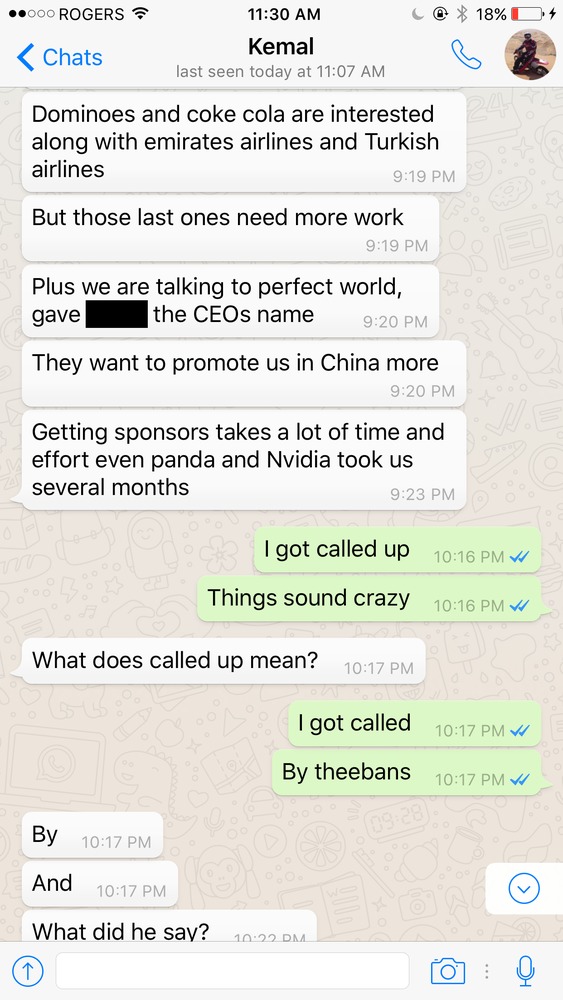 ROGERS 11:30 AM 18%
Chats
Kemal
last seen today at 11:07 AM
Dominoes and coke cola are interested
along with emirates airlines and Turkish
airlines
9:19 PM
But those last ones need more work
9:19 PM
Plus we are talking to perfect world,
gave the CEOs name 9:20 PM
They want to promote us in China more
9:20 PM
Getting sponsors takes a lot of time and
effort even panda and Nvidia took us
several months 9:23 PM
I got called up 10:16 PM
Things sound crazy 10:16 PM
What does called up mean? 10:17 PM
I got called 10:17 PM
By theebans 10:17 PM
By 10:17 PM
And 10:17 PM
What did he say? 10:22 PM